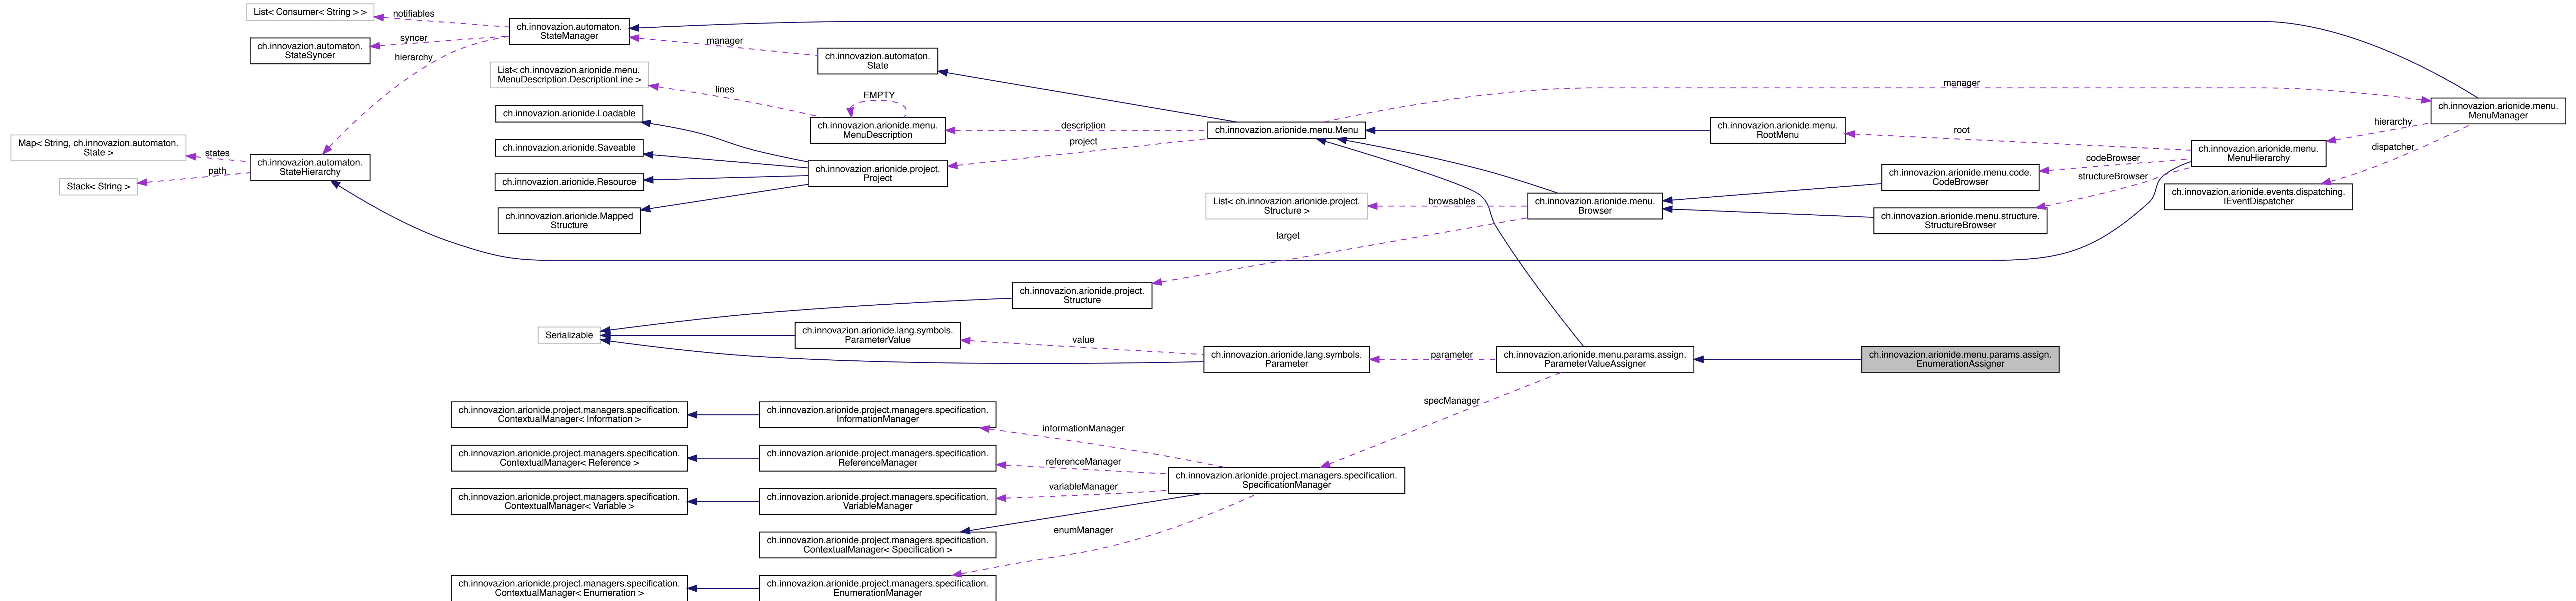 List< Consumer< String > >
notifiables
ch.innovazion.automaton.
StateManager
ch.innovazion.automaton.
StateSyncer
syncer
hierarchy
manager
ch.innovazion.automaton.
State
List< ch.innovazion.arionide.menu.
MenuDescription.DescriptionLine >
lines
EMPTY
ch.innovazion.arionide.menu.
MenuDescription
description
project
ch.innovazion.arionide.menu.Menu
manager
ch.innovazion.arionide.menu.
MenuManager
ch.innovazion.arionide.menu.
RootMenu
root
hierarchy
dispatcher
ch.innovazion.arionide.menu.
MenuHierarchy
codeBrowser
structureBrowser
ch.innovazion.arionide.events.dispatching.
IEventDispatcher
ch.innovazion.arionide.menu.code.
CodeBrowser
ch.innovazion.arionide.menu.structure.
StructureBrowser
ch.innovazion.arionide.Loadable
ch.innovazion.arionide.Saveable
ch.innovazion.arionide.Resource
ch.innovazion.arionide.Mapped
Structure
ch.innovazion.arionide.project.
Project
Map< String, ch.innovazion.automaton.
State >
states
path
Stack< String >
ch.innovazion.automaton.
StateHierarchy
List< ch.innovazion.arionide.project.
Structure >
browsables
target
ch.innovazion.arionide.menu.
Browser
ch.innovazion.arionide.project.
Structure
Serializable
ch.innovazion.arionide.lang.symbols.
ParameterValue
value
ch.innovazion.arionide.lang.symbols.
Parameter
parameter
ch.innovazion.arionide.menu.params.assign.
ParameterValueAssigner
ch.innovazion.arionide.menu.params.assign.
EnumerationAssigner
specManager
ch.innovazion.arionide.project.managers.specification.
ContextualManager< Information >
ch.innovazion.arionide.project.managers.specification.
InformationManager
informationManager
ch.innovazion.arionide.project.managers.specification.
ContextualManager< Reference >
ch.innovazion.arionide.project.managers.specification.
ReferenceManager
referenceManager
ch.innovazion.arionide.project.managers.specification.
SpecificationManager
variableManager
ch.innovazion.arionide.project.managers.specification.
ContextualManager< Variable >
ch.innovazion.arionide.project.managers.specification.
VariableManager
enumManager
ch.innovazion.arionide.project.managers.specification.
ContextualManager< Specification >
ch.innovazion.arionide.project.managers.specification.
ContextualManager< Enumeration >
ch.innovazion.arionide.project.managers.specification.
EnumerationManager